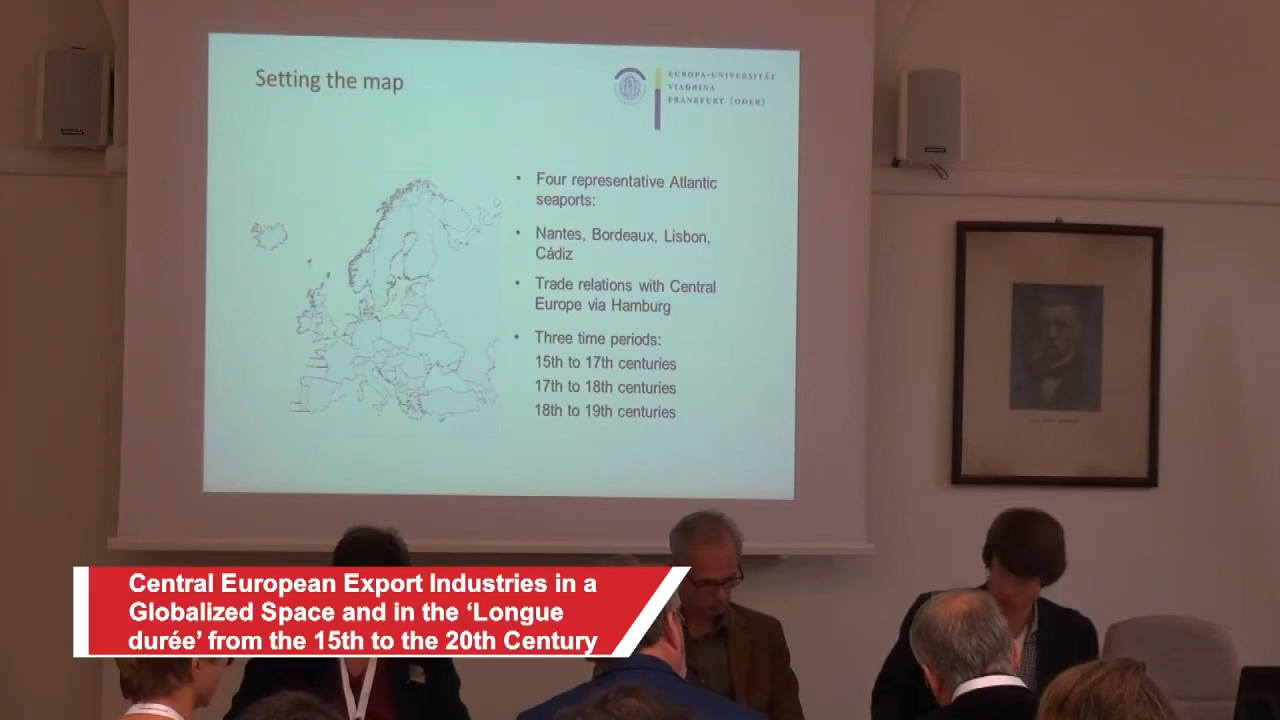 Setting the map
EUROPA-UNIVERSITÄT
VIADRINA
FRANKFURT (ODER)
• Four representative Atlantic
seaports:
• Nantes, Bordeaux, Lisbon,
Cádiz
• Trade relations with Central
Europe via Hamburg
• Three time periods:
15th to 17th centuries
17th to 18th centuries
18th to 19th centuries
Central European Export Industries in a
Globalized Space and in the ‘Longue
durée’ from the 15th to the 20th Century